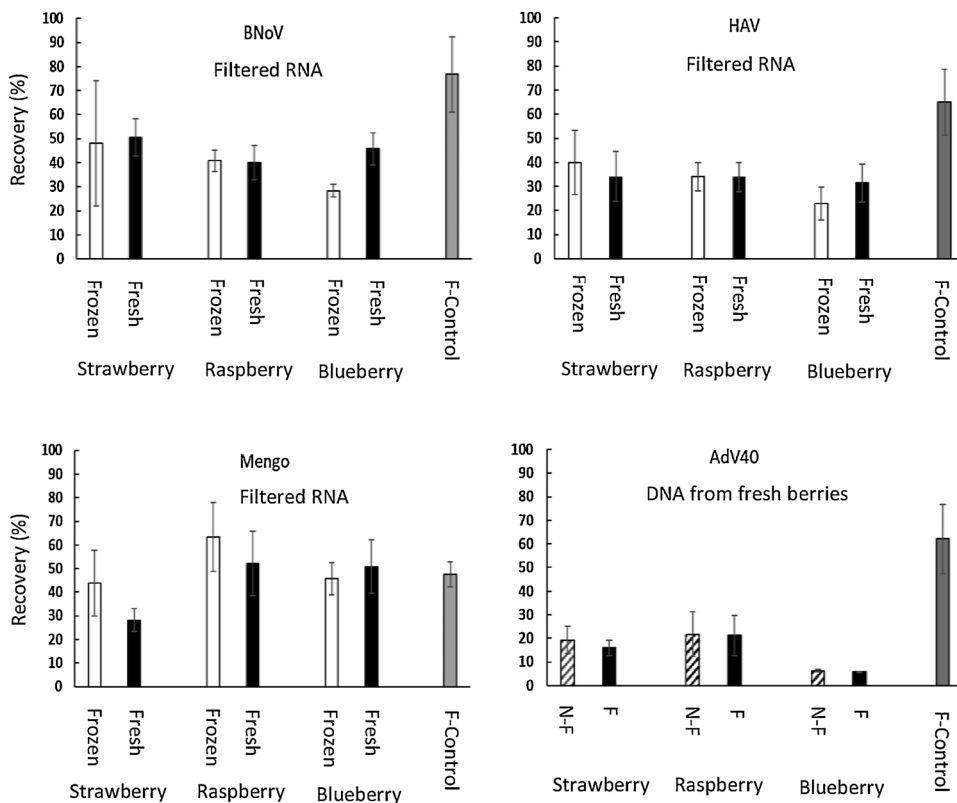 BNoV
Filtered RNA
Recovery (%)
100
90
80
70
60
50
40
30
20
10
0
Frozen
Fresh
Frozen
Fresh
Frozen
Fresh
F-Control
Strawberry
Raspberry
Blueberry
HAV
Filtered RNA
100
90
80
70
60
50
40
30
20
10
0
Frozen
Fresh
Frozen
Fresh
Frozen
Fresh
F-Control
Strawberry
Raspberry
Blueberry
Mengo
Filtered RNA
Recovery (%)
100
90
80
70
60
50
40
30
20
10
0
Frozen
Fresh
Frozen
Fresh
Frozen
Fresh
F-Control
Strawberry
Raspberry
Blueberry
AdV40
DNA from fresh berries
100
90
80
70
60
50
40
30
20
10
0
N-F
F
N-F
F
N-F
F
F-Control
Strawberry
Raspberry
Blueberry